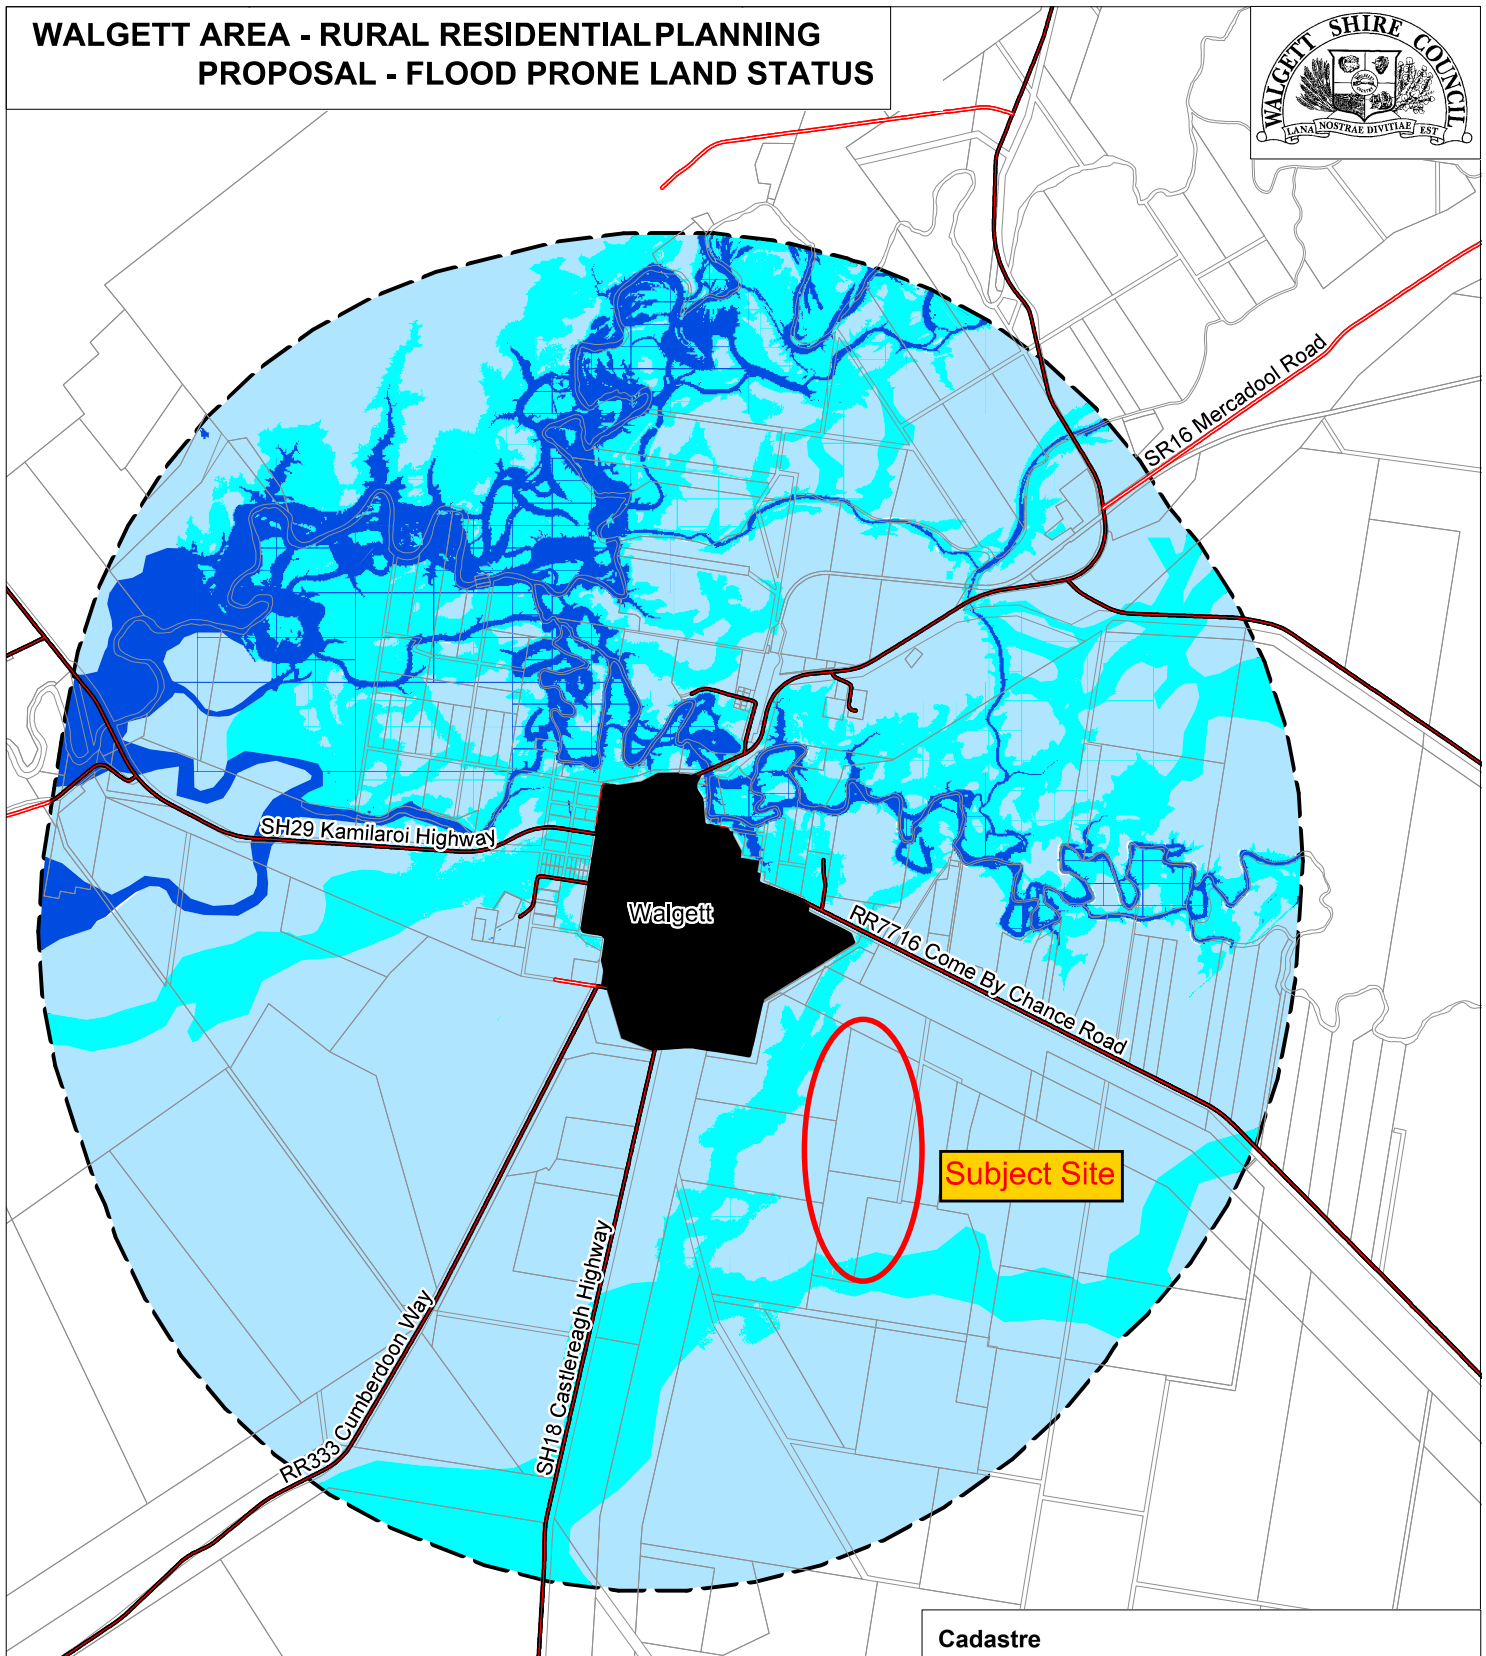 WALGETT AREA - RURAL RESIDENTIAL PLANNING
PROPOSAL - FLOOD PRONE LAND STATUS
WALGETT SHIRE COUNCIL
LANA NOSTRAE DIVITIAE EST
SR16 Mercadool Road
SH29 Kamilaroi Highway
Walgett
RR7716 Come By Chance Road
Subject Site
SH18 Castlereagh Highway
RR333 Cumberdoon Way
Cadastre